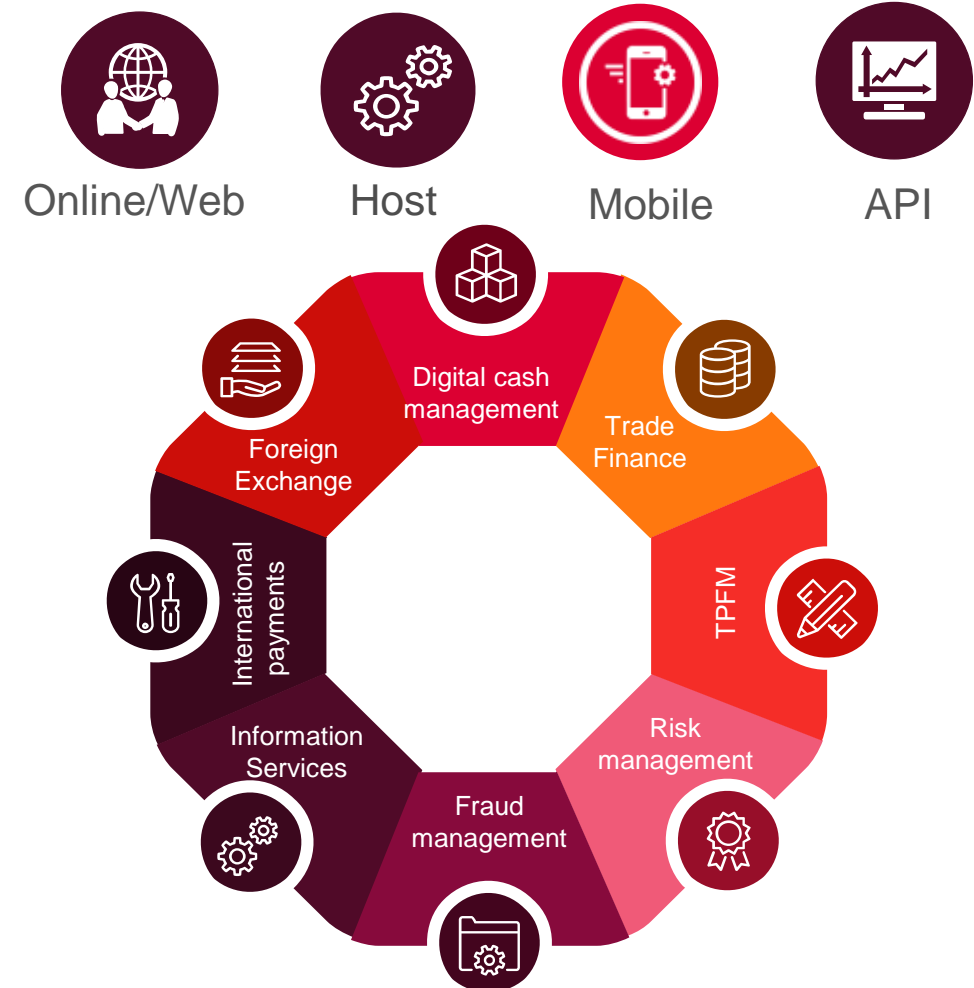 Online/Web
Host
Mobile
API
Digital cash
management
Trade
Finance
TPFM
Risk
management
Fraud
management
Information
Services
International
payments
Foreign
Exchange